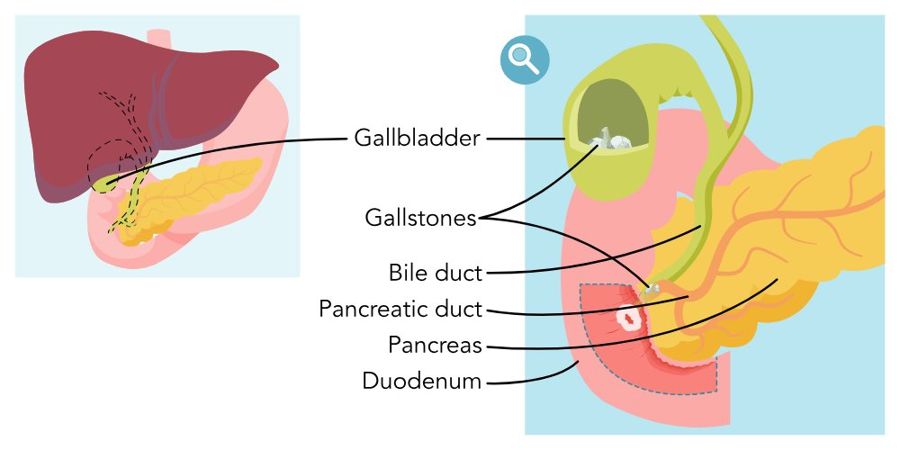 Gallbladder
Gallstones
Bile duct
Pancreatic duct
Pancreas
Duodenum